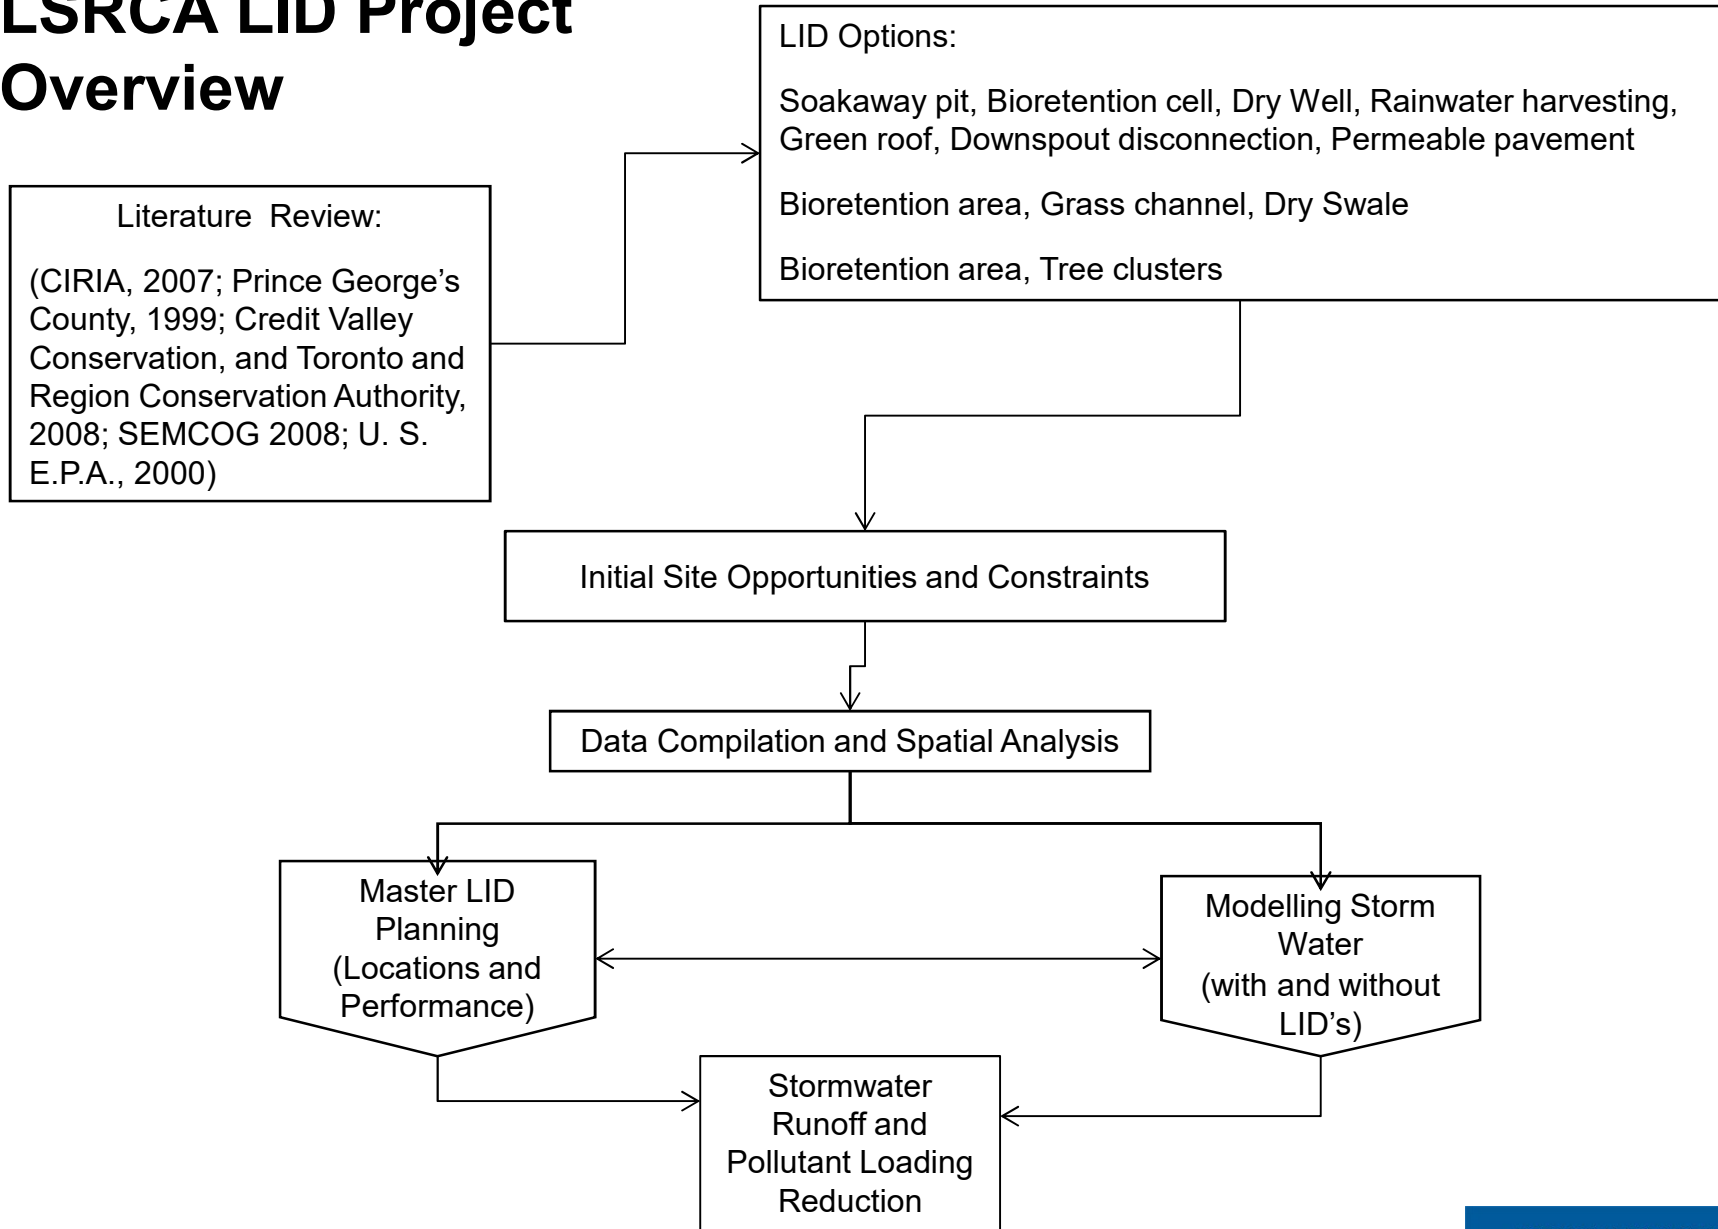 LSRCA LID Project
Overview
LID Options:
Soakaway pit, Bioretention cell, Dry Well, Rainwater harvesting,
Green roof, Downspout disconnection, Permeable pavement
Bioretention area, Grass channel, Dry Swale
Bioretention area, Tree clusters
Literature Review:
(CIRIA, 2007; Prince George’s
County, 1999; Credit Valley
Conservation, and Toronto and
Region Conservation Authority,
2008; SEMCOG 2008; U. S.
E.P.A., 2000)
Initial Site Opportunities and Constraints
Data Compilation and Spatial Analysis
Master LID
Planning
(Locations and
Performance)
Modelling Storm
Water
(with and without
LID’s)
Stormwater
Runoff and
Pollutant Loading
Reduction